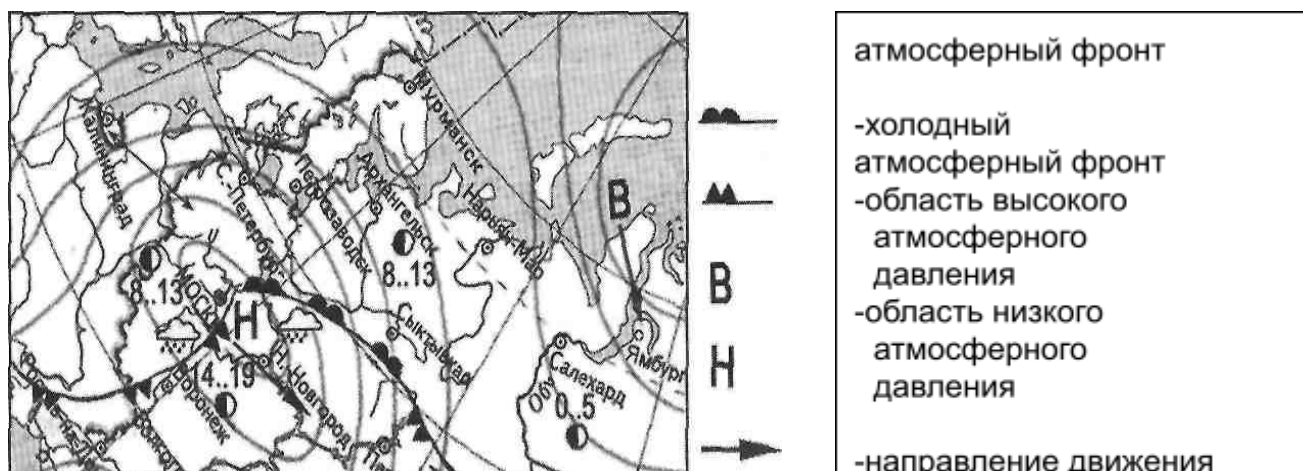 Мурманск
Калининград
С.-Петербург
Петрозаводск
Архангельск
Нарьян-Мар
В
8..13
8..13
МОСКВА
Н
Сыктывкар
Н.-Новгород
14..19
Воронеж
Обь
Салехард
Ямбург
0..5
В
Н
атмосферный фронт
-холодный
атмосферный фронт
-область высокого
атмосферного
давления
-область низкого
атмосферного
давления
-направление движения